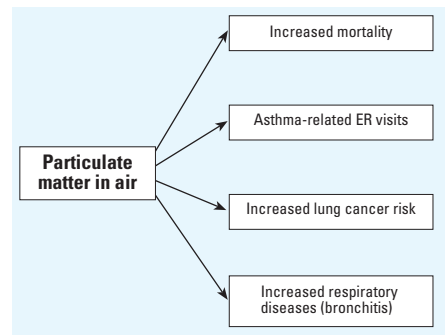 Increased mortality
Asthma-related ER visits
Particulate
matter in air
Increased lung cancer risk
Increased respiratory
diseases (bronchitis)